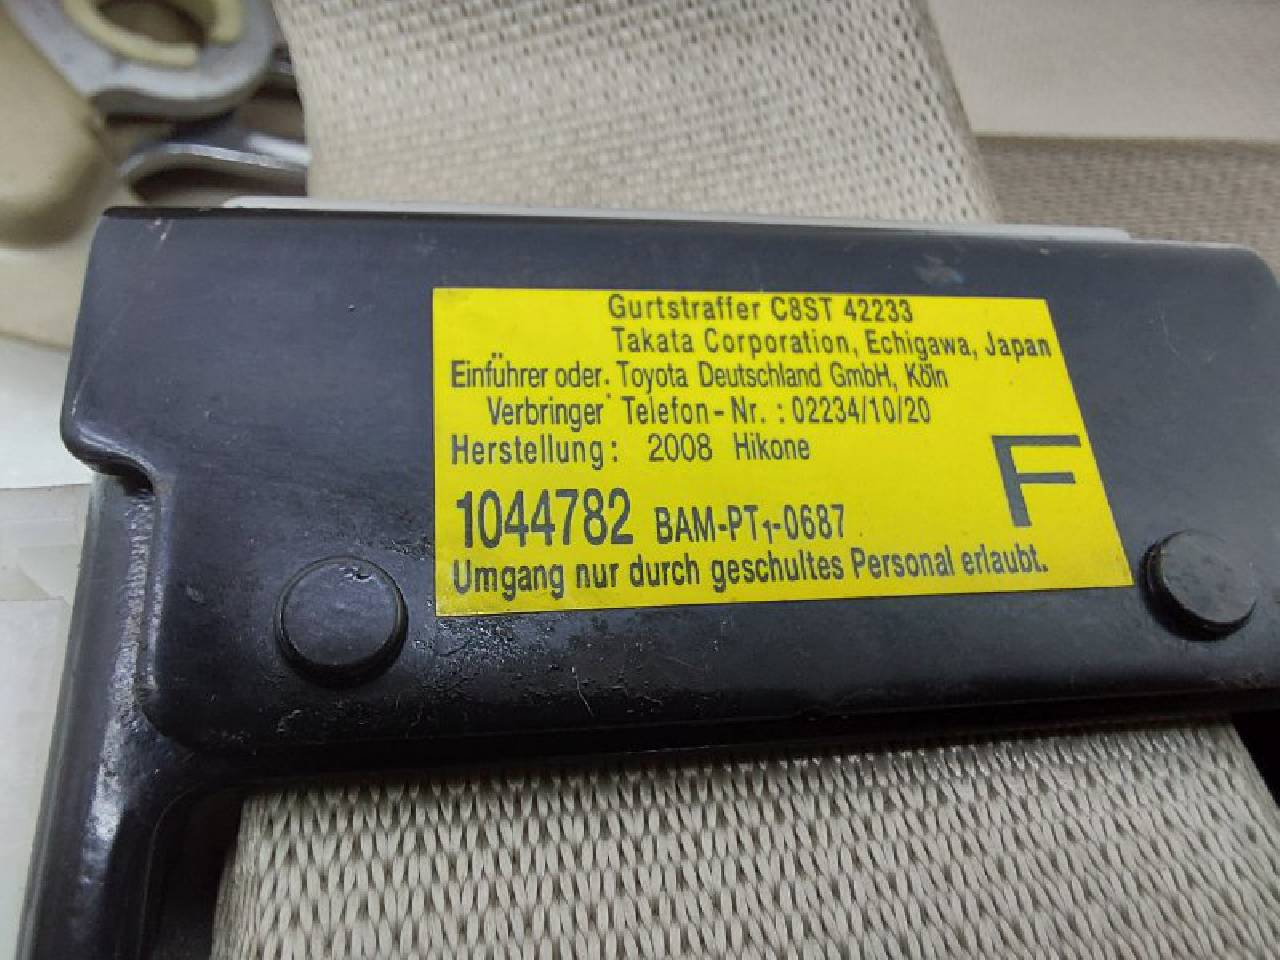 Gurtstraffer C8ST 42233
Takata Corporation, Echigawa, Japan
Einführer oder. Toyota Deutschland GmbH, Köln
Verbringer Telefon-Nr. : 02234/10/20
Herstellung: 2008 Hikone
F
1044782 BAM-PT1-0687
Umgang nur durch geschultes Personal erlaubt.